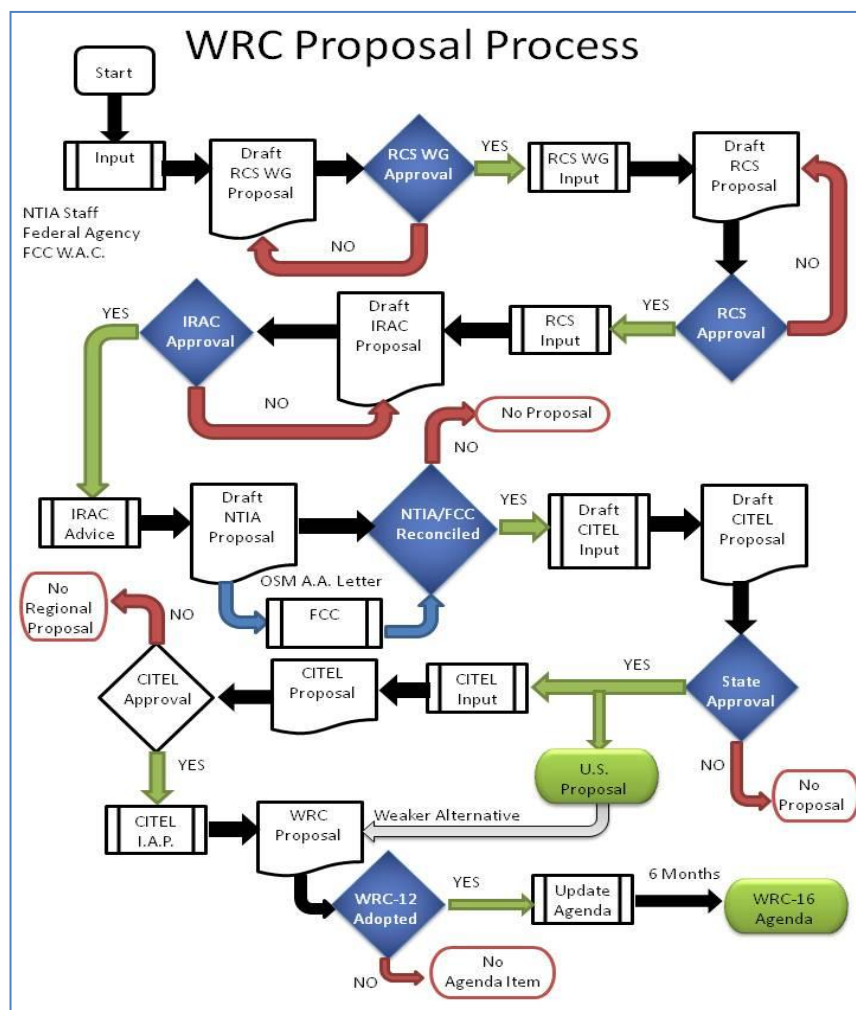 WRC Proposal Process
Start
Input
NTIA Staff
Federal Agency
FCC W.A.C.
Draft
RCS WG
Proposal
RCS WG
Approval
YES
NO
RCS WG
Input
Draft
RCS
Proposal
NO
RCS
Approval
YES
RCS
Input
Draft
IRAC
Proposal
IRAC
Approval
YES
NO
No Proposal
NO
IRAC
Advice
Draft
NTIA
Proposal
NTIA/FCC
Reconciled
YES
Draft
CITEL
Input
Draft
CITEL
Proposal
OSM A.A. Letter
FCC
No
Regional
Proposal
NO
CITEL
Approval
CITEL
Proposal
CITEL
Input
YES
State
Approval
NO
No
Proposal
U.S.
Proposal
YES
CITEL
I.A.P.
WRC
Proposal
Weaker Alternative
WRC-12
Adopted
YES
Update
Agenda
6 Months
WRC-16
Agenda
NO
No
Agenda Item